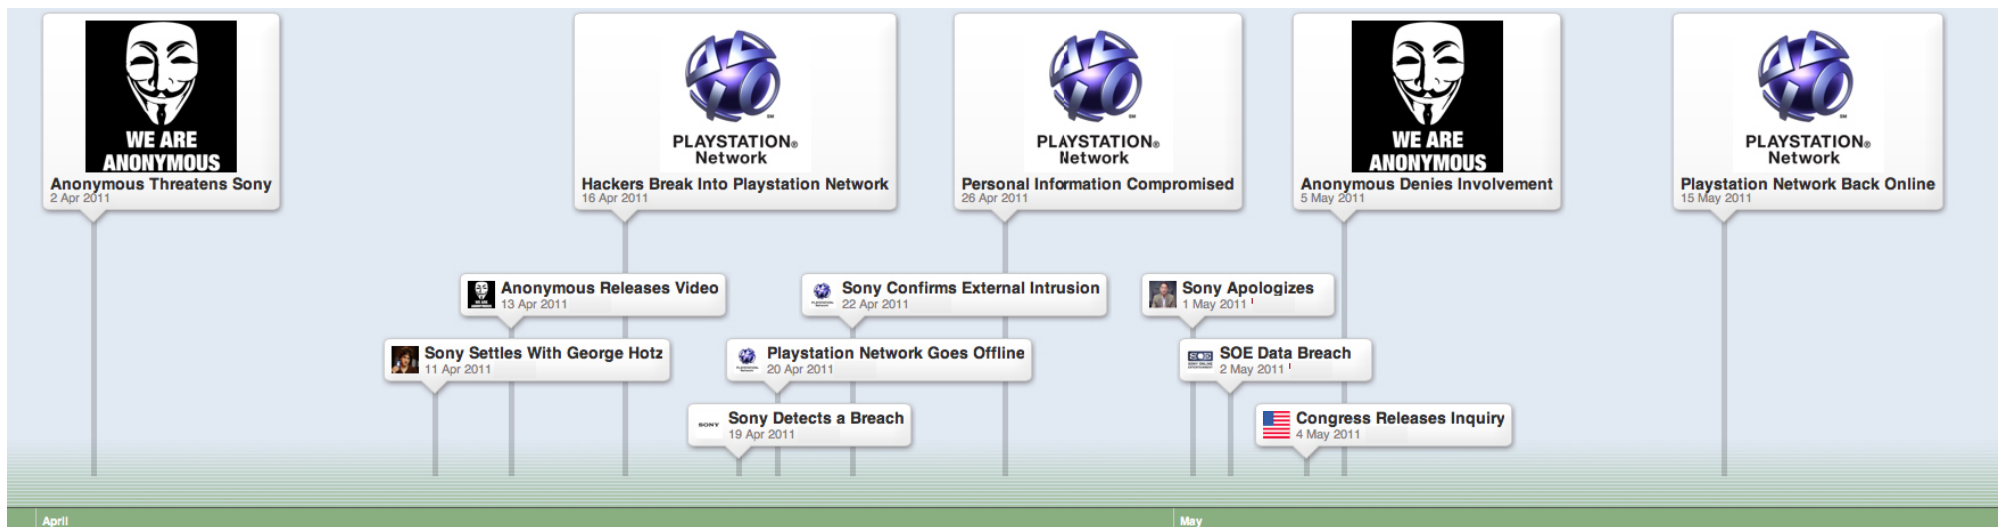 WE ARE
ANONYMOUS
Anonymous Threatens Sony
2 Apr 2011
PLAYSTATION®
Network
Hackers Break Into Playstation Network
16 Apr 2011
PLAYSTATION®
Network
Personal Information Compromised
26 Apr 2011
WE ARE
ANONYMOUS
Anonymous Denies Involvement
5 May 2011
PLAYSTATION®
Network
Playstation Network Back Online
15 May 2011
Anonymous Releases Video
13 Apr 2011
Sony Confirms External Intrusion
22 Apr 2011
Sony Apologizes
1 May 2011
Sony Settles With George Hotz
11 Apr 2011
Playstation Network Goes Offline
20 Apr 2011
SOE
SOE Data Breach
2 May 2011
SONY
Sony Detects a Breach
19 Apr 2011
Congress Releases Inquiry
4 May 2011
April
May